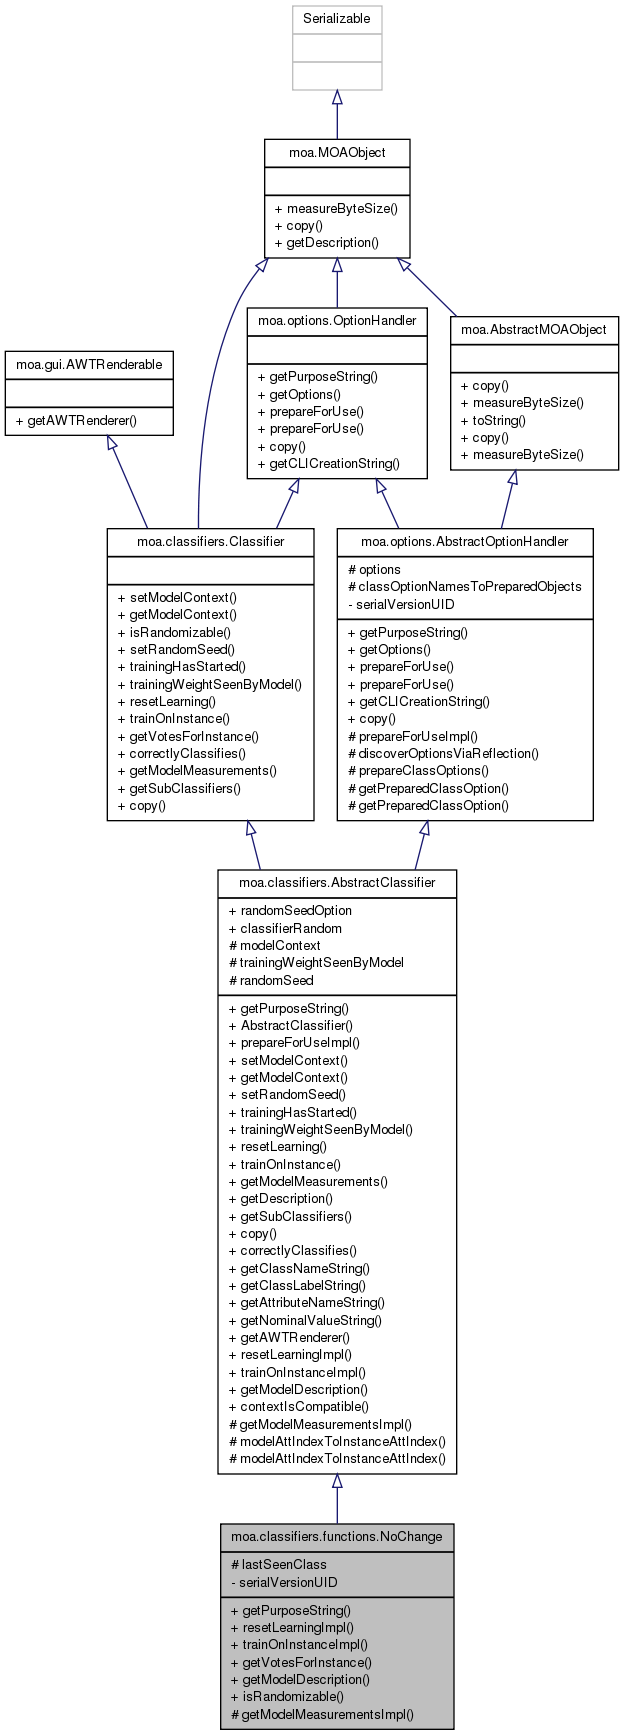 Serializable
moa.MOAObject
+ measureByteSize()
+ copy()
+ getDescription()
moa.options.OptionHandler
+ getPurposeString()
+ getOptions()
+ prepareForUse()
+ prepareForUse()
+ copy()
+ getCLICreationString()
moa.AbstractMOAObject
+ copy()
+ measureByteSize()
+ toString()
+ copy()
+ measureByteSize()
moa.gui.AWTRenderable
+ getAWTRenderer()
moa.classifiers.Classifier
+ setModelContext()
+ getModelContext()
+ isRandomizable()
+ setRandomSeed()
+ trainingHasStarted()
+ trainingWeightSeenByModel()
+ resetLearning()
+ trainOnInstance()
+ getVotesForInstance()
+ correctlyClassifies()
+ getModelMeasurements()
+ getSubClassifiers()
+ copy()
moa.options.AbstractOptionHandler
# options
# classOptionNamesToPreparedObjects
- serialVersionUID
+ getPurposeString()
+ getOptions()
+ prepareForUse()
+ prepareForUse()
+ getCLICreationString()
+ copy()
# prepareForUseImpl()
# discoverOptionsViaReflection()
# prepareClassOptions()
# getPreparedClassOption()
# getPreparedClassOption()
moa.classifiers.AbstractClassifier
+ randomSeedOption
+ classifierRandom
# modelContext
# trainingWeightSeenByModel
# randomSeed
+ getPurposeString()
+ AbstractClassifier()
+ prepareForUseImpl()
+ setModelContext()
+ getModelContext()
+ setRandomSeed()
+ trainingHasStarted()
+ trainingWeightSeenByModel()
+ resetLearning()
+ trainOnInstance()
+ getModelMeasurements()
+ getDescription()
+ getSubClassifiers()
+ copy()
+ correctlyClassifies()
+ getClassNameString()
+ getClassLabelString()
+ getAttributeNameString()
+ getNominalValueString()
+ getAWTRenderer()
+ resetLearningImpl()
+ trainOnInstanceImpl()
+ getModelDescription()
+ contextIsCompatible()
# getModelMeasurementsImpl()
# modelAttIndexToInstanceAttIndex()
# modelAttIndexToInstanceAttIndex()
moa.classifiers.functions.NoChange
# lastSeenClass
- serialVersionUID
+ getPurposeString()
+ resetLearningImpl()
+ trainOnInstanceImpl()
+ getVotesForInstance()
+ getModelDescription()
+ isRandomizable()
# getModelMeasurementsImpl()